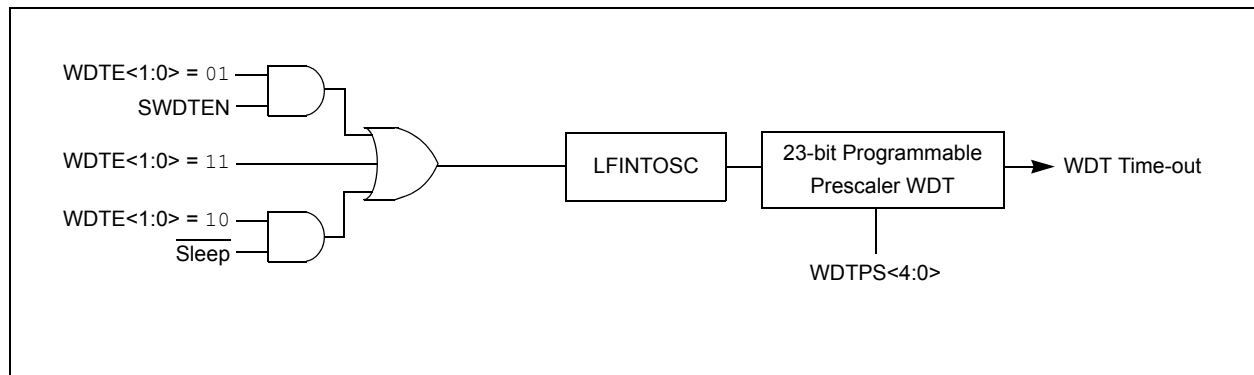 WDTE<1:0> = 01
SWDTEN
WDTE<1:0> = 11
WDTE<1:0> = 10
Sleep
LFINTOSC
23-bit Programmable
Prescaler WDT
WDT Time-out
WDTPS<4:0>